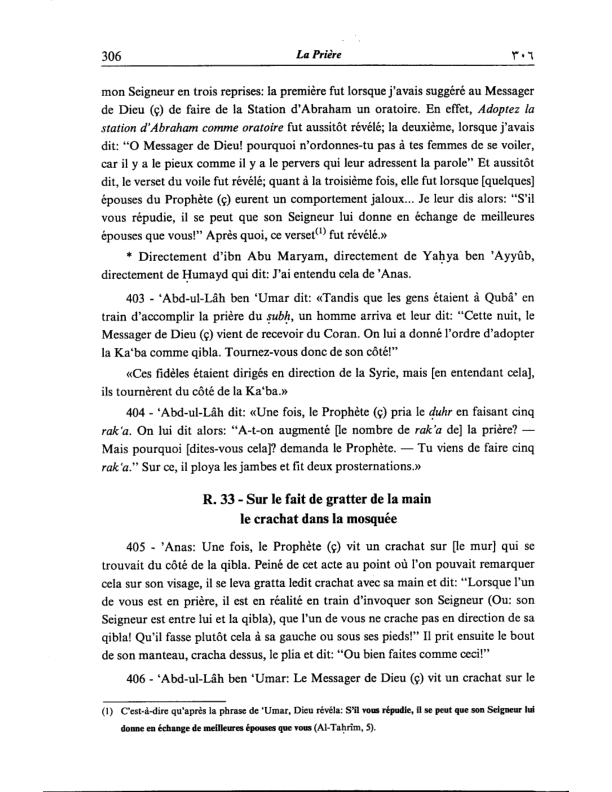 306 La Prière ٣٠٦
mon Seigneur en trois reprises: la première fut lorsque j'avais suggéré au Messager
de Dieu (ç) de faire de la Station d'Abraham un oratoire. En effet, Adoptez la
station d'Abraham comme oratoire fut aussitôt révélé; la deuxième, lorsque j'avais
dit: “O Messager de Dieu! pourquoi n'ordonnes-tu pas à tes femmes de se voiler,
car il y a le pieux comme il y a le pervers qui leur adressent la parole” Et aussitôt
dit, le verset du voile fut révélé; quant à la troisième fois, elle fut lorsque [quelques]
épouses du Prophète (ç) eurent un comportement jaloux... Je leur dis alors: “S'il
vous répudie, il se peut que son Seigneur lui donne en échange de meilleures
épouses que vous!” Après quoi, ce verset(1) fut révélé.»
* Directement d'ibn Abu Maryam, directement de Yaḥya ben 'Ayyûb,
directement de Ḥumayd qui dit: J'ai entendu cela de 'Anas.
403 - ‘Abd-ul-Lâh ben ‘Umar dit: «Tandis que les gens étaient à Qubâ’ en
train d'accomplir la prière du ṣubḥ, un homme arriva et leur dit: “Cette nuit, le
Messager de Dieu (ç) vient de recevoir du Coran. On lui a donné l'ordre d'adopter
la Ka‘ba comme qibla. Tournez-vous donc de son côté!”
«Ces fidèles étaient dirigés en direction de la Syrie, mais [en entendant cela],
ils tournèrent du côté de la Ka‘ba.»
404 - ‘Abd-ul-Lâh dit: «Une fois, le Prophète (ç) pria le ḍuhr en faisant cinq
rak‘a. On lui dit alors: “A-t-on augmenté [le nombre de rak‘a de] la prière? —
Mais pourquoi [dites-vous cela]? demanda le Prophète. — Tu viens de faire cinq
rak‘a.” Sur ce, il ploya les jambes et fit deux prosternations.»
R. 33 - Sur le fait de gratter de la main
le crachat dans la mosquée
405 - 'Anas: Une fois, le Prophète (ç) vit un crachat sur [le mur] qui se
trouvait du côté de la qibla. Peiné de cet acte au point où l'on pouvait remarquer
cela sur son visage, il se leva gratta ledit crachat avec sa main et dit: “Lorsque l'un
de vous est en prière, il est en réalité en train d'invoquer son Seigneur (Ou: son
Seigneur est entre lui et la qibla), que l'un de vous ne crache pas en direction de sa
qibla! Qu'il fasse plutôt cela à sa gauche ou sous ses pieds!” Il prit ensuite le bout
de son manteau, cracha dessus, le plia et dit: “Ou bien faites comme ceci!”
406 - ‘Abd-ul-Lâh ben ‘Umar: Le Messager de Dieu (ç) vit un crachat sur le
(1) C'est-à-dire qu'après la phrase de ‘Umar, Dieu révéla: S'il vous répudie, il se peut que son Seigneur lui
donne en échange de meilleures épouses que vous (Al-Taḥrîm, 5).